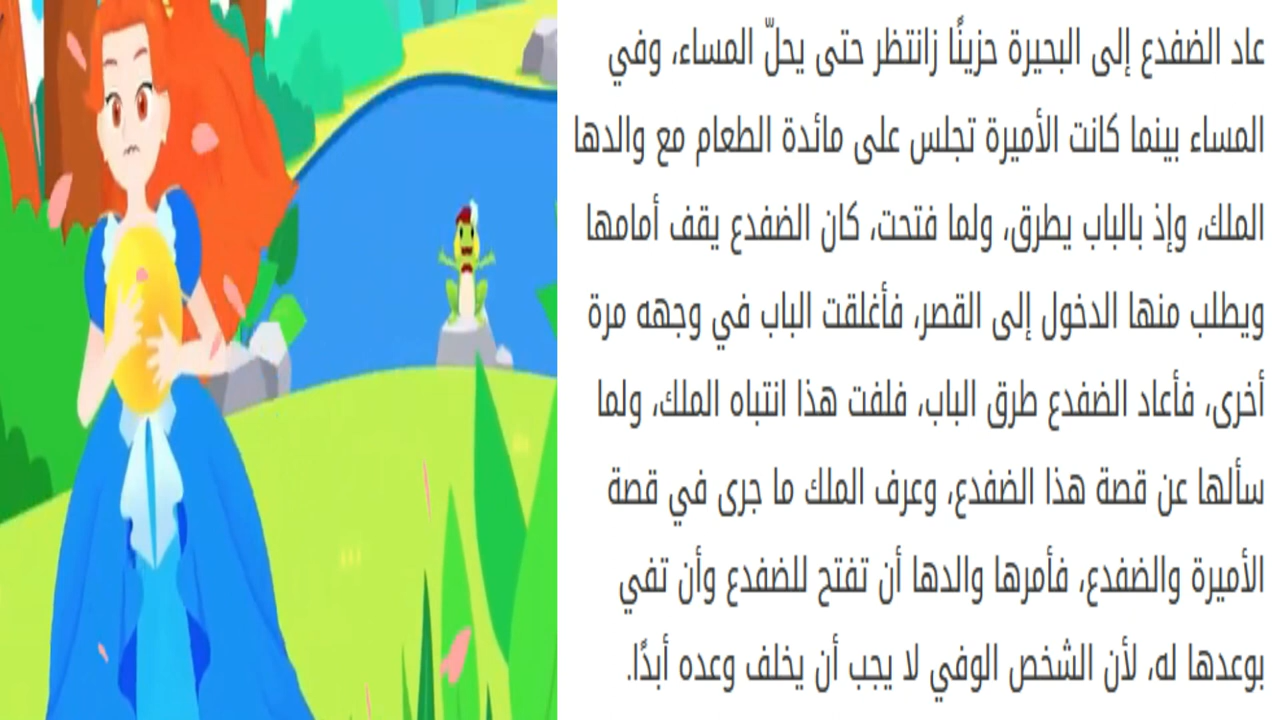 عاد الضفدع إلى البحيرة حزينًا زانتظر حتى يحلّ المساء، وفي
المساء بينما كانت الأميرة تجلس على مائدة الطعام مع والدها
الملك، وإذ بالباب يطرق، ولما فتحت، كان الضفدع يقف أمامها
ويطلب منها الدخول إلى القصر، فأغلقت الباب في وجهه مرة
أخرى، فأعاد الضفدع طرق الباب، فلفت هذا انتباه الملك، ولما
سألها عن قصة هذا الضفدع، وعرف الملك ما جرى في قصة
الأميرة والضفدع، فأمرها والدها أن تفتح للضفدع وأن تفي
بوعدها له، لأن الشخص الوفي لا يجب أن يخلف وعده أبدًا.